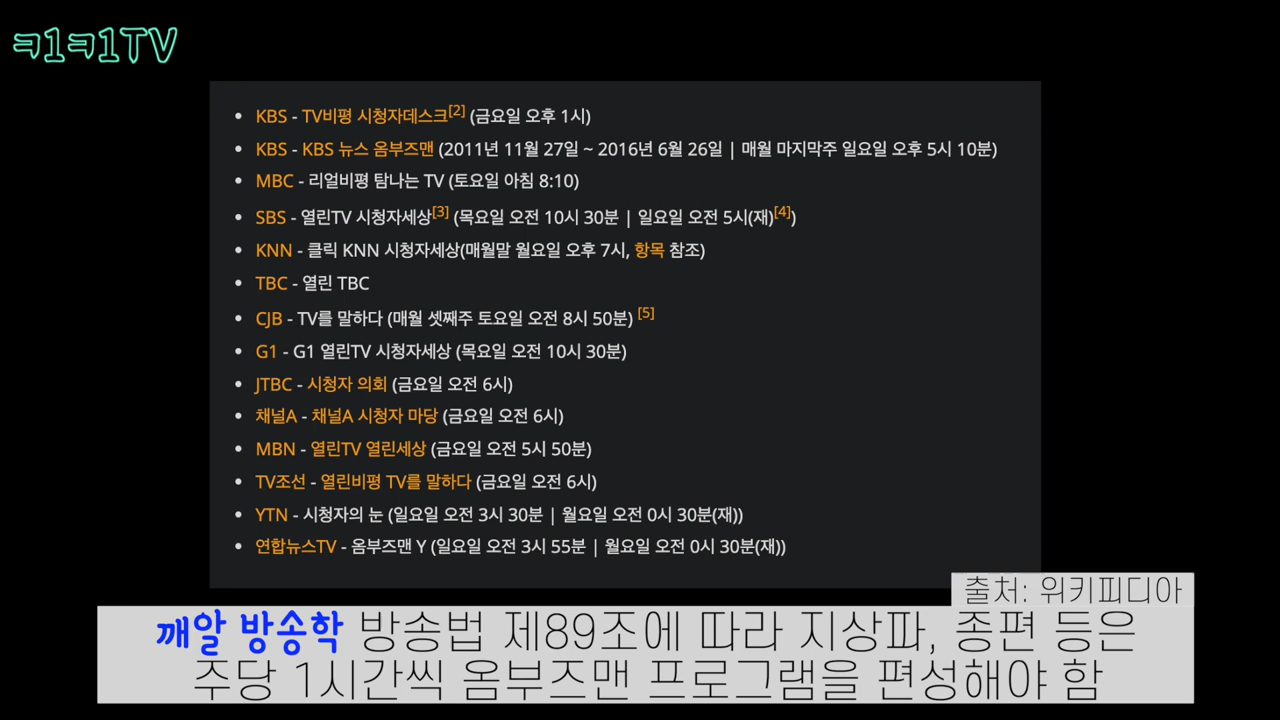 ㅋ1ㅋ1TV
• KBS - TV비평 시청자데스크[2] (금요일 오후 1시)
• KBS - KBS 뉴스 옴부즈맨 (2011년 11월 27일 ~ 2016년 6월 26일 | 매월 마지막주 일요일 오후 5시 10분)
• MBC - 리얼비평 탐나는 TV (토요일 아침 8:10)
• SBS - 열린TV 시청자세상[3] (목요일 오전 10시 30분 | 일요일 오전 5시(재)[4])
• KNN - 클릭 KNN 시청자세상(매월말 월요일 오후 7시, 항목 참조)
• TBC - 열린 TBC
• CJB - TV를 말하다 (매월 셋째주 토요일 오전 8시 50분) [5]
• G1 - G1 열린TV 시청자세상 (목요일 오전 10시 30분)
• JTBC - 시청자 의회 (금요일 오전 6시)
• 채널A - 채널A 시청자 마당 (금요일 오전 6시)
• MBN - 열린TV 열린세상 (금요일 오전 5시 50분)
• TV조선 - 열린비평 TV를 말하다 (금요일 오전 6시)
• YTN - 시청자의 눈 (일요일 오전 3시 30분 | 월요일 오전 0시 30분(재))
• 연합뉴스TV - 옴부즈맨 Y (일요일 오전 3시 55분 | 월요일 오전 0시 30분(재))
출처: 위키피디아
깨알 방송학 방송법 제89조에 따라 지상파, 종편 등은
주당 1시간씩 옴부즈맨 프로그램을 편성해야 함